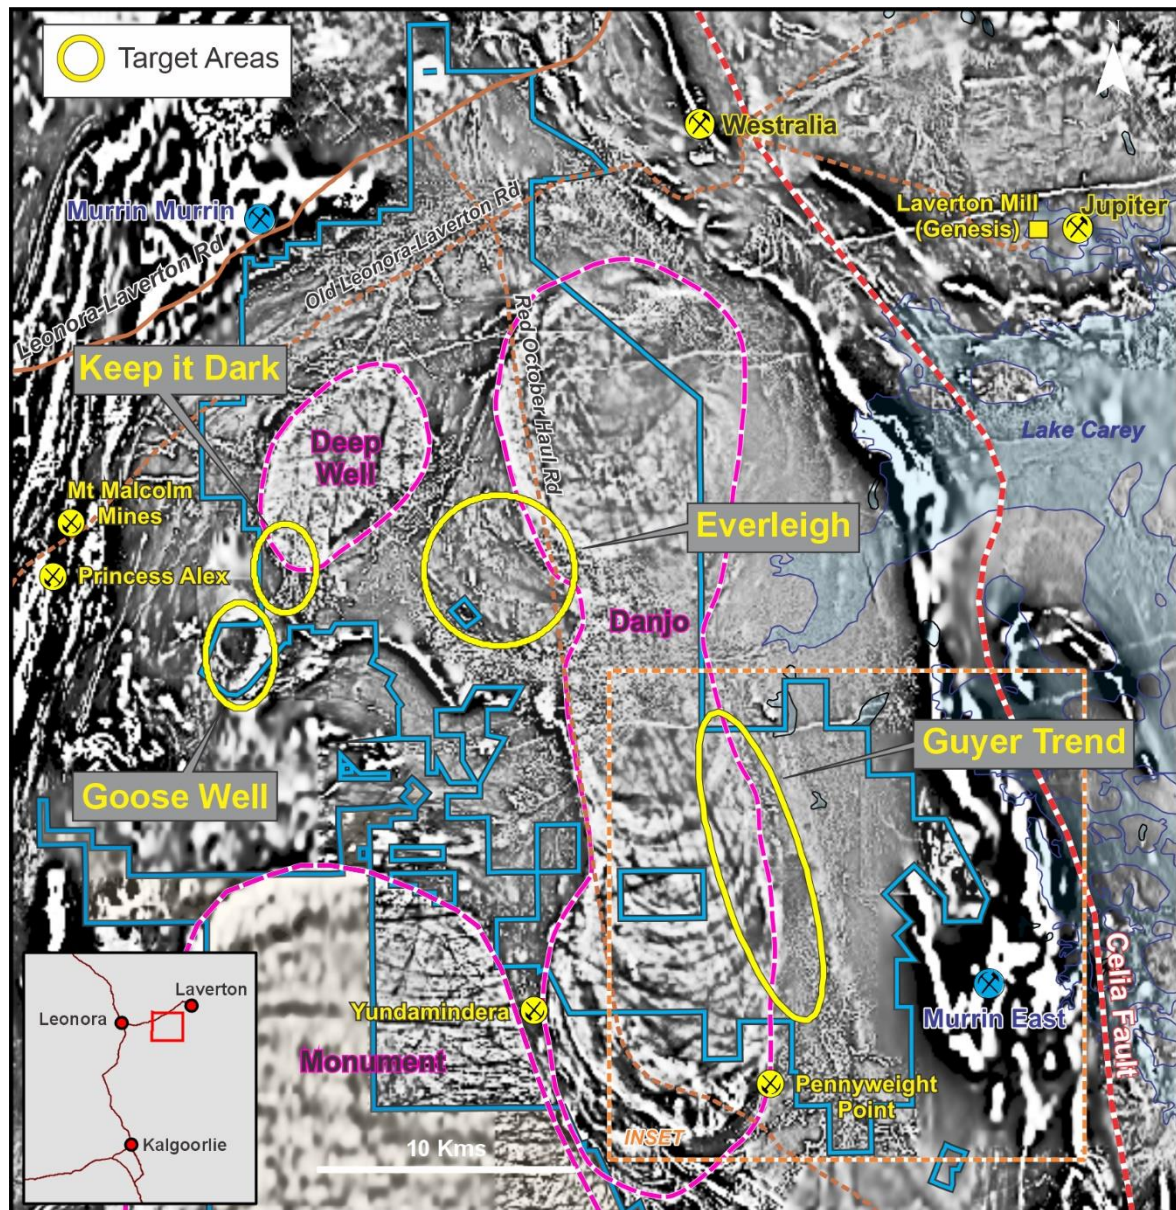 N
Target Areas
Westralia
Murrin Murrin
Laverton Mill
(Genesis)
Jupiter
Leonora-Laverton Rd
Old Leonora-Laverton Rd
Red October Haul Rd
Keep it Dark
Deep
Well
Lake Carey
Mt Malcolm
Mines
Everleigh
Princess Alex
Danjo
Guyer Trend
Goose Well
Celia Fault
Laverton
Leonora
Kalgoorlie
Yundamindera
Murrin East
Monument
Pennyweight
Point
INSET
10 Kms